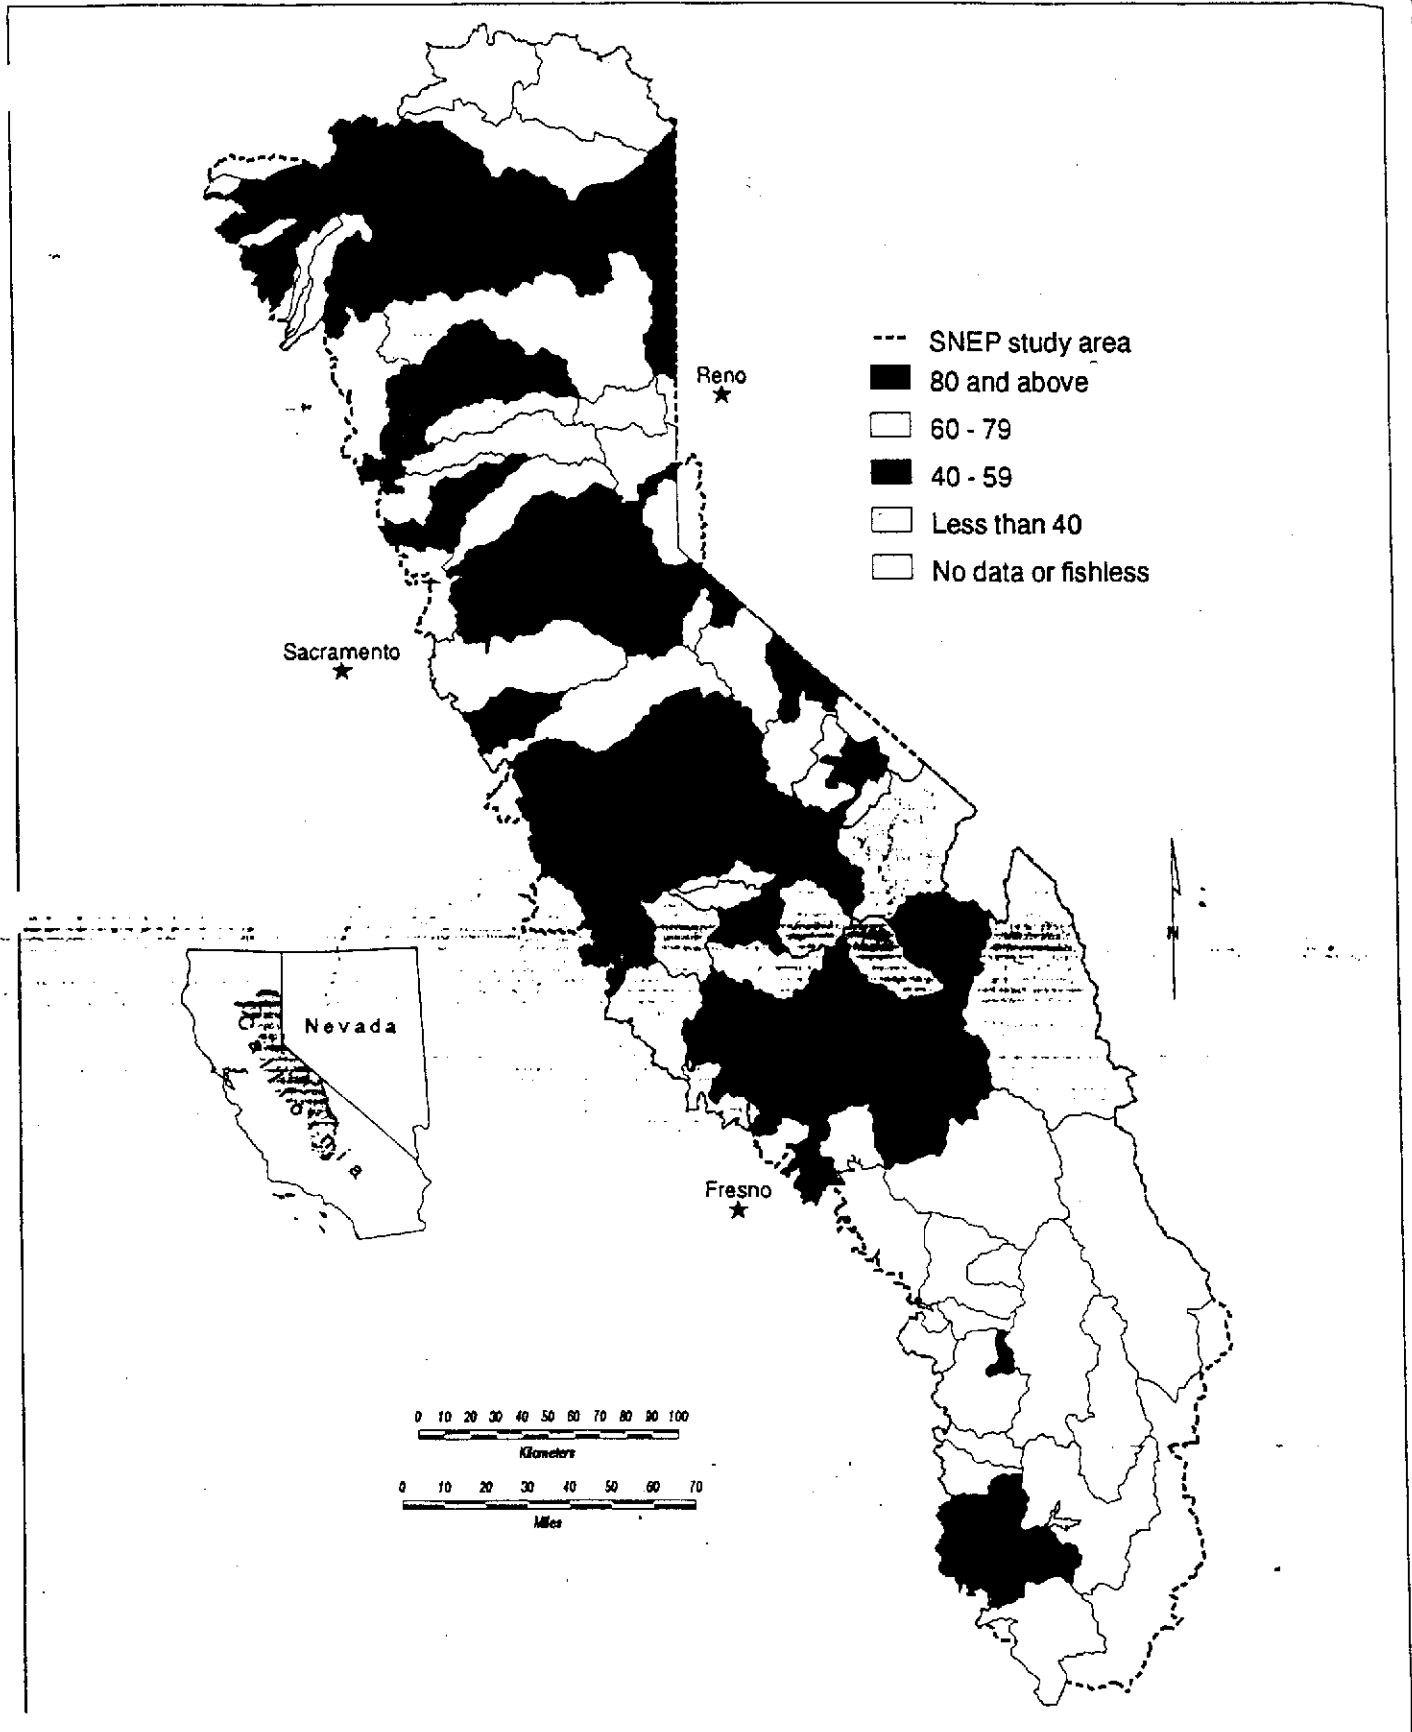 SNEP study area
80 and above
60 - 79
40 - 59
Less than 40
No data or fishless
Reno
Sacramento
Nevada
California
Fresno
N
0 10 20 30 40 50 60 70 80 90 100
Kilometers
0 10 20 30 40 50 60 70
Miles